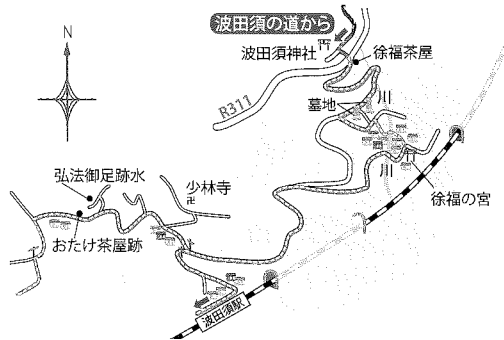 波田須の道から
N
波田須神社
徐福茶屋
R311
川
墓地
川
徐福の宮
弘法御足跡水
少林寺
卍
おたけ茶屋跡
波田須駅